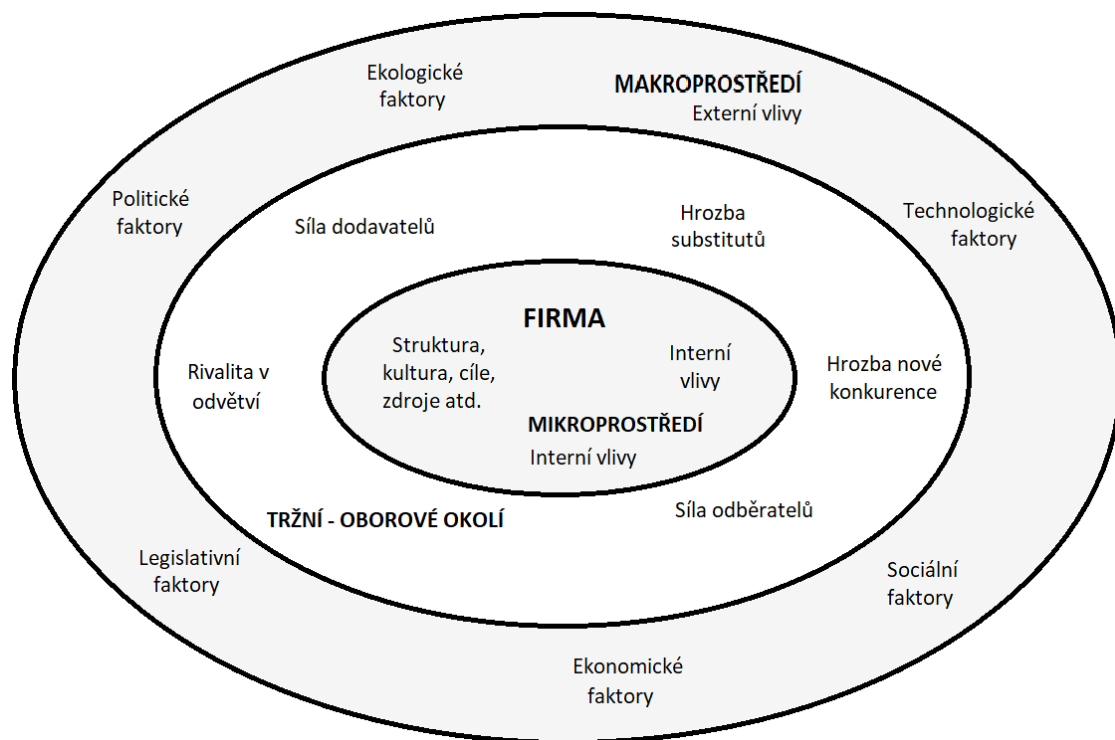 Ekologické
faktory
MAKROPROSTŘEDÍ
Externí vlivy
Politické
faktory
Síla dodavatelů
Hrozba
substitutů
Technologické
faktory
FIRMA
Struktura,
kultura, cíle,
zdroje atd.
Interní
vlivy
Rivalita v
odvětví
Hrozba nové
konkurence
MIKROPROSTŘEDÍ
Interní vlivy
TRŽNÍ - OBOROVÉ OKOLÍ
Síla odběratelů
Legislativní
faktory
Sociální
faktory
Ekonomické
faktory